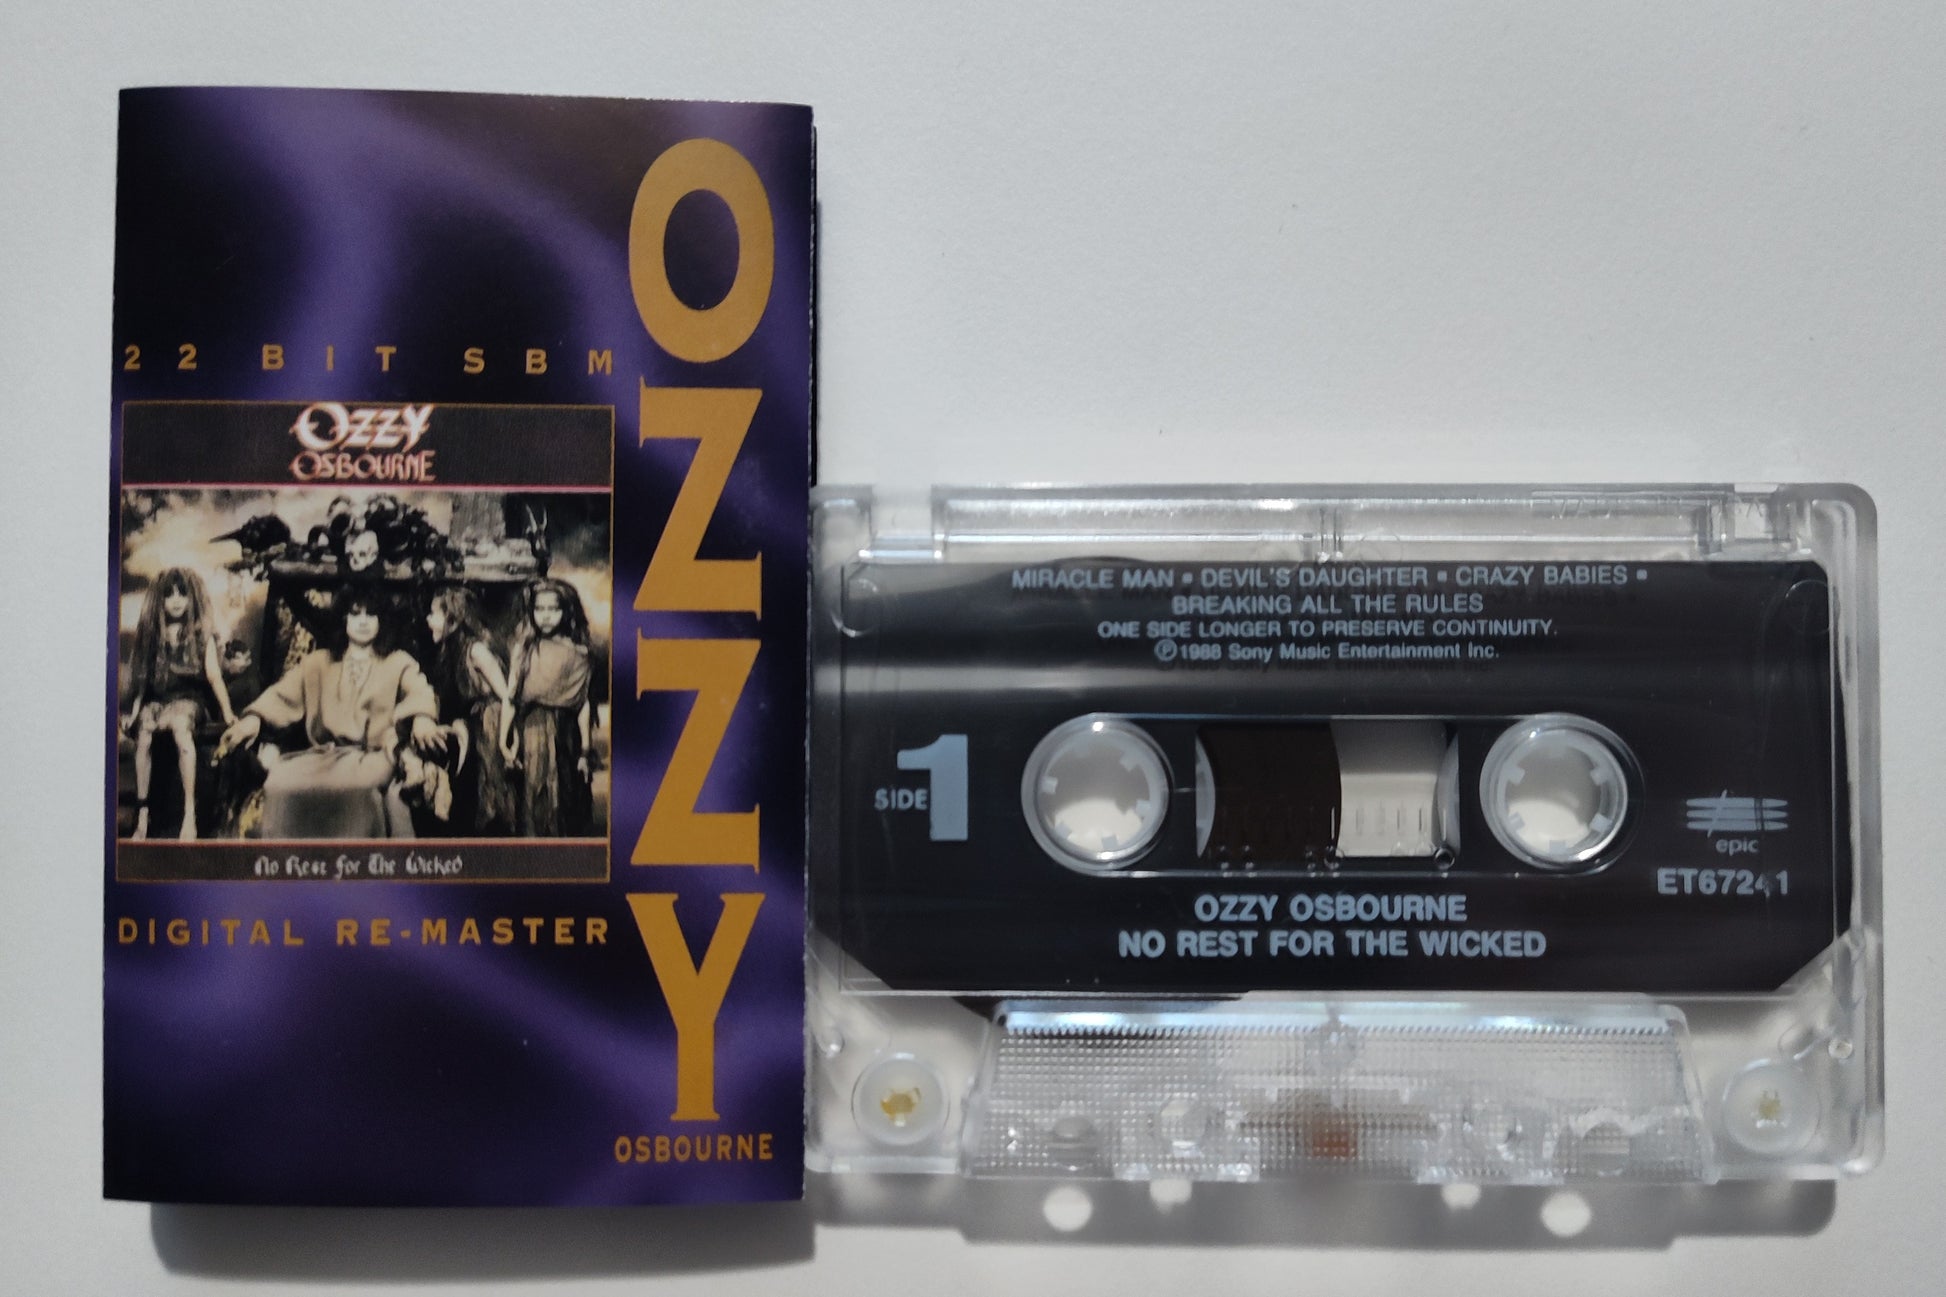 22 BIT SBM
OZZY
OSBOURNE
No Rest for The Wicked
DIGITAL RE-MASTER
OZZY
OSBOURNE
MIRACLE MAN ▪ DEVIL'S DAUGHTER ▪ CRAZY BABIES ▪
BREAKING ALL THE RULES
ONE SIDE LONGER TO PRESERVE CONTINUITY.
Ⓟ1988 Sony Music Entertainment Inc.
SIDE 1
epic
ET67241
OZZY OSBOURNE
NO REST FOR THE WICKED